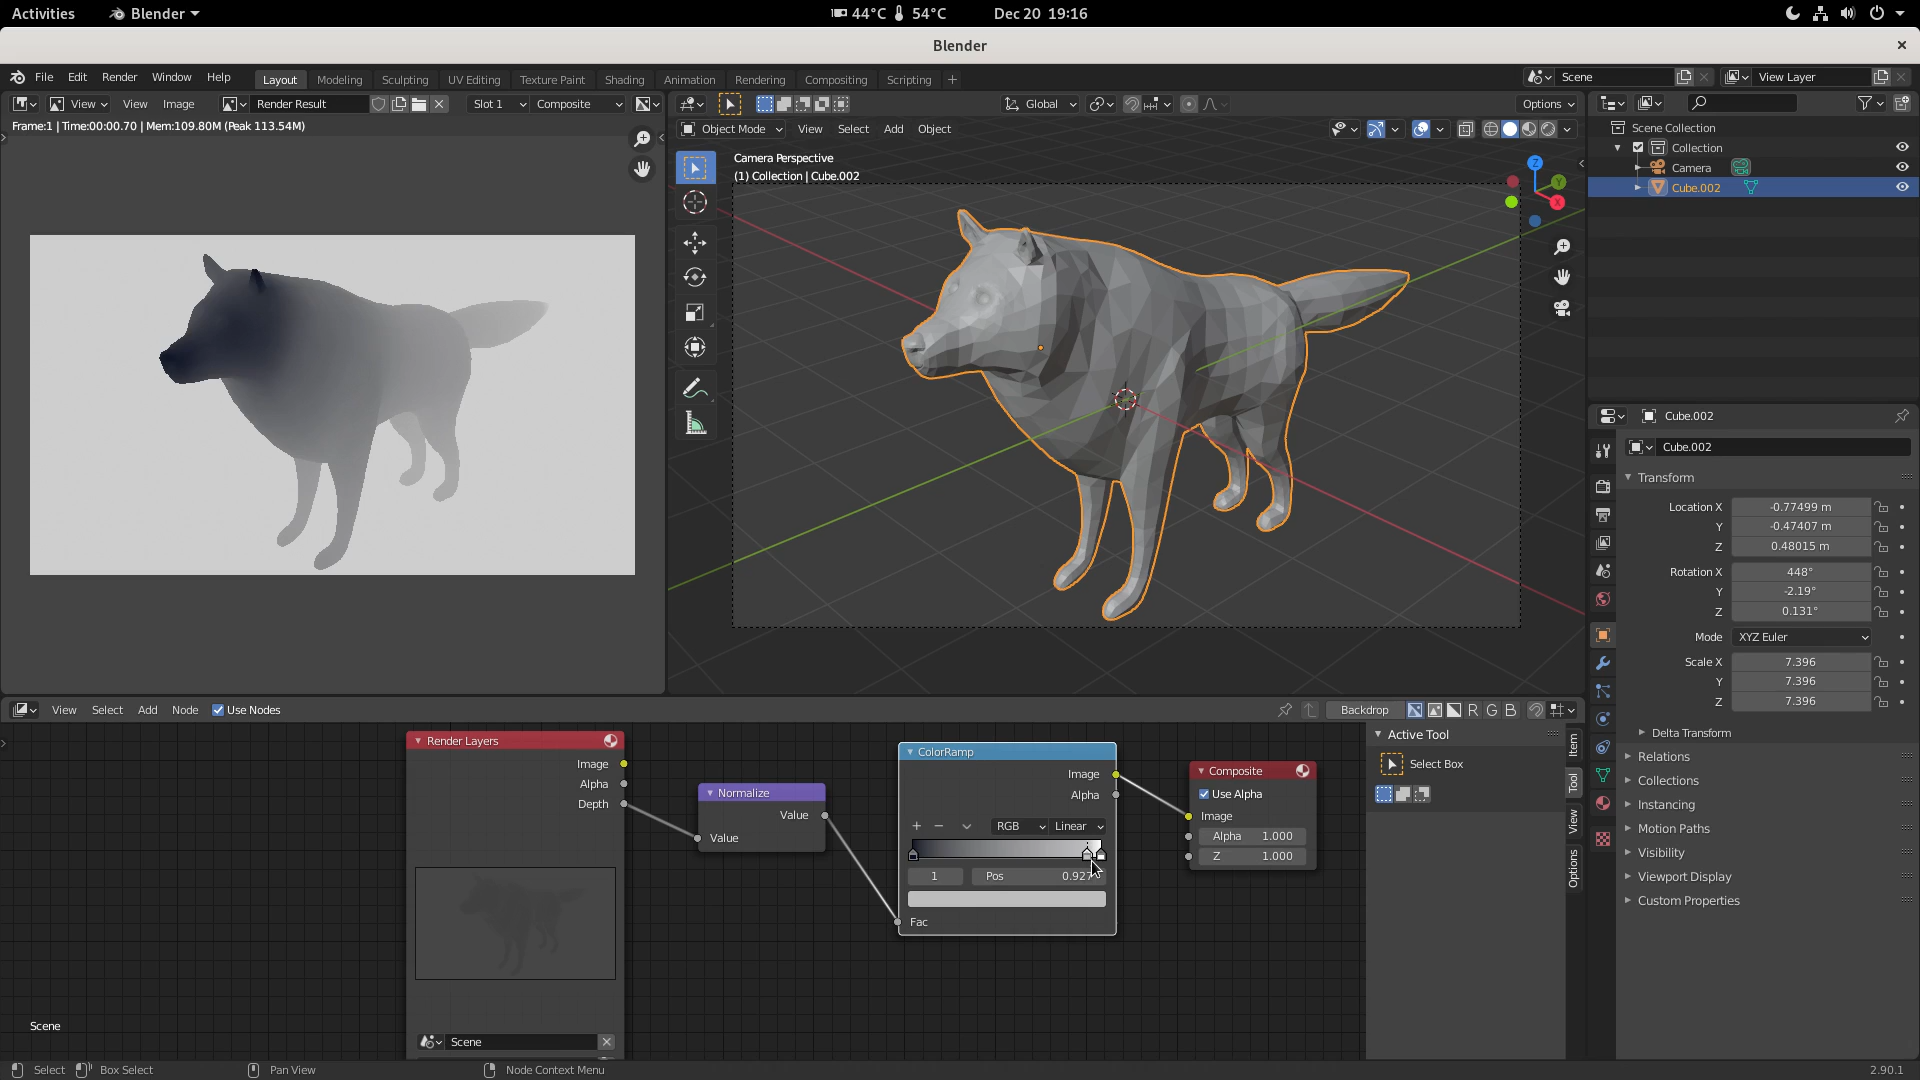 Activities Blender 44°C 54°C Dec 20 19:16
Blender
File Edit Render Window Help Layout Modeling Sculpting UV Editing Texture Paint Shading Animation Rendering Compositing Scripting + Scene View Layer
View View Image Render Result Slot 1 Composite
Frame:1 | Time:00:00.70 | Mem:109.80M (Peak 113.54M)
Global Options
Object Mode View Select Add Object
Camera Perspective
(1) Collection | Cube.002
Z
Y
X
Scene Collection
Collection
Camera
Cube.002
Cube.002
Cube.002
Transform
Location X -0.77499 m
Y -0.47407 m
Z 0.48015 m
Rotation X 448°
Y -2.19°
Z 0.131°
Mode XYZ Euler
Scale X 7.396
Y 7.396
Z 7.396
Delta Transform
Relations
Collections
Instancing
Motion Paths
Visibility
Viewport Display
Custom Properties
View Select Add Node Use Nodes Backdrop R G B
Render Layers
Image
Alpha
Depth
Scene
Normalize
Value
Value
ColorRamp
Image
Alpha
+ − RGB Linear
1 Pos 0.927
Fac
Composite
Use Alpha
Image
Alpha 1.000
Z 1.000
Active Tool
Select Box
Item
Tool
View
Options
Scene
Select Box Select Pan View Node Context Menu 2.90.1